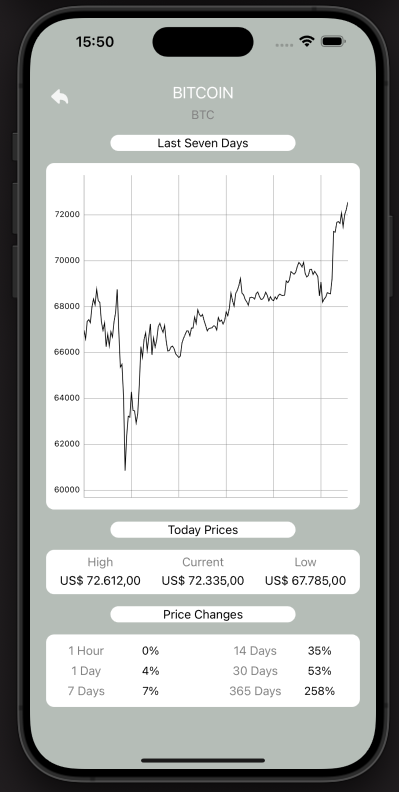 15:50
BITCOIN
BTC
Last Seven Days
72000
70000
68000
66000
64000
62000
60000
Today Prices
High Current Low
US$ 72.612,00 US$ 72.335,00 US$ 67.785,00
Price Changes
1 Hour 0% 14 Days 35%
1 Day 4% 30 Days 53%
7 Days 7% 365 Days 258%